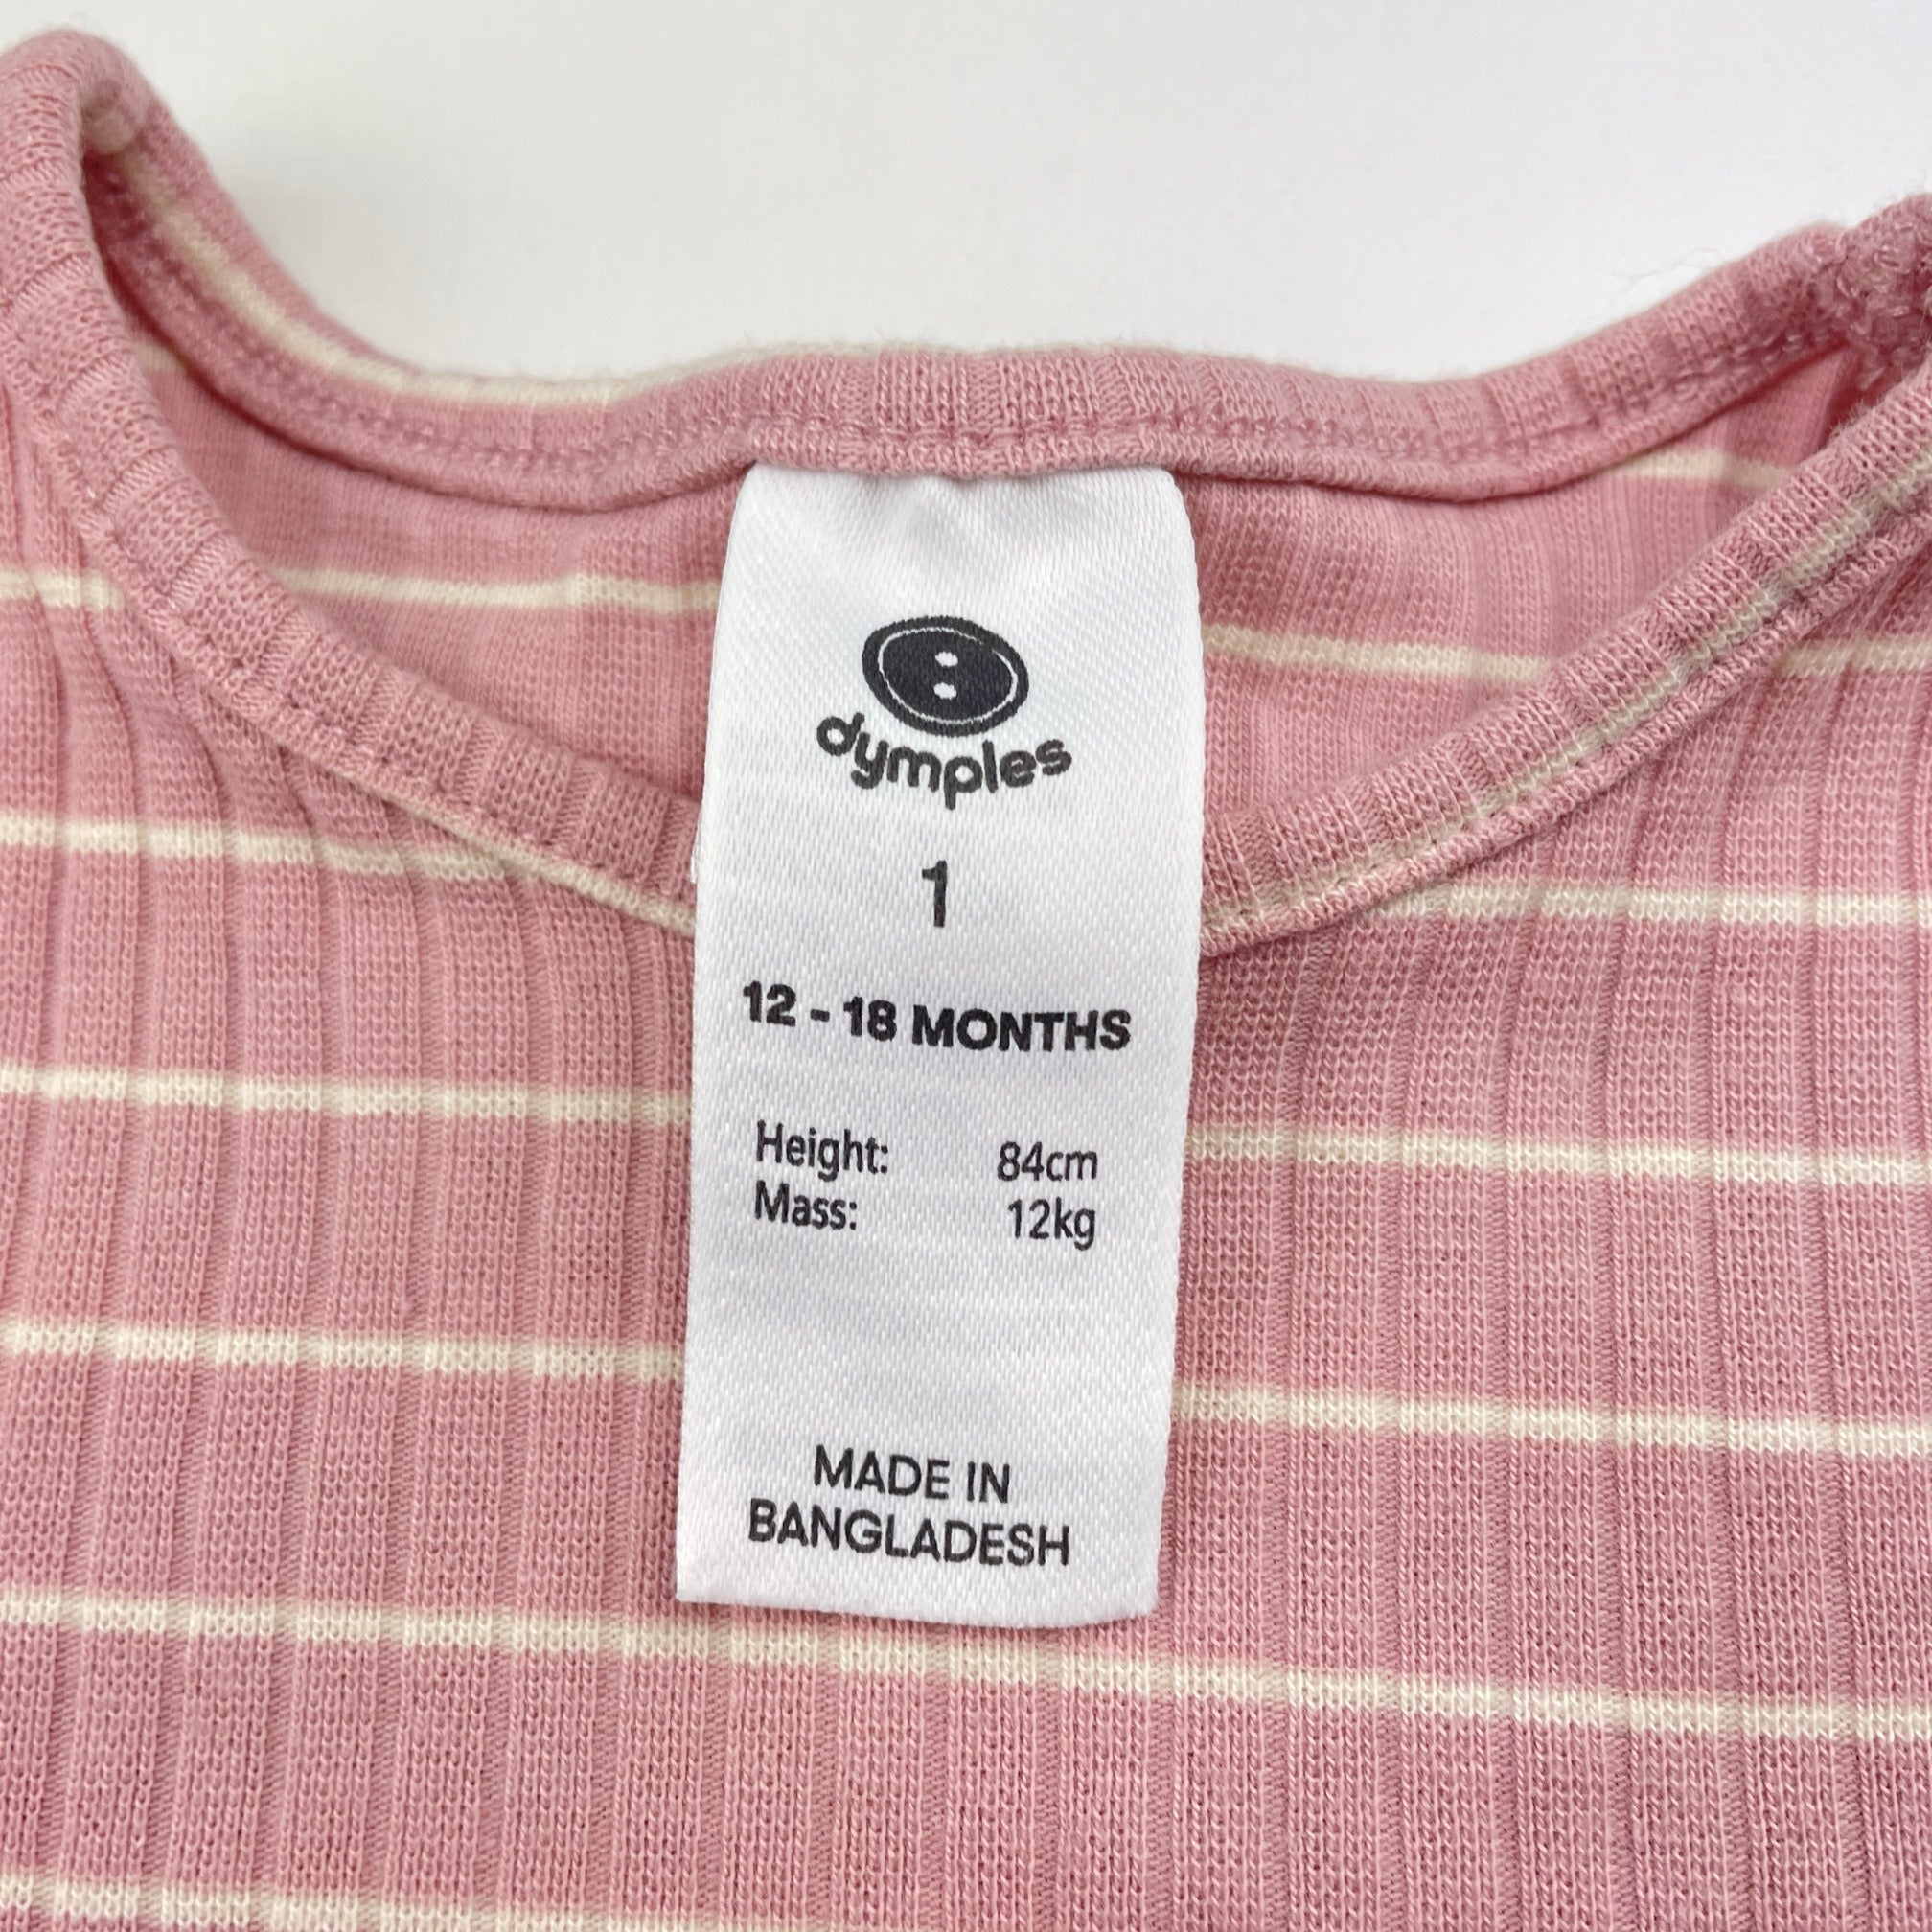 dymples
1
12 - 18 MONTHS
Height: 84cm
Mass: 12kg
MADE IN
BANGLADESH